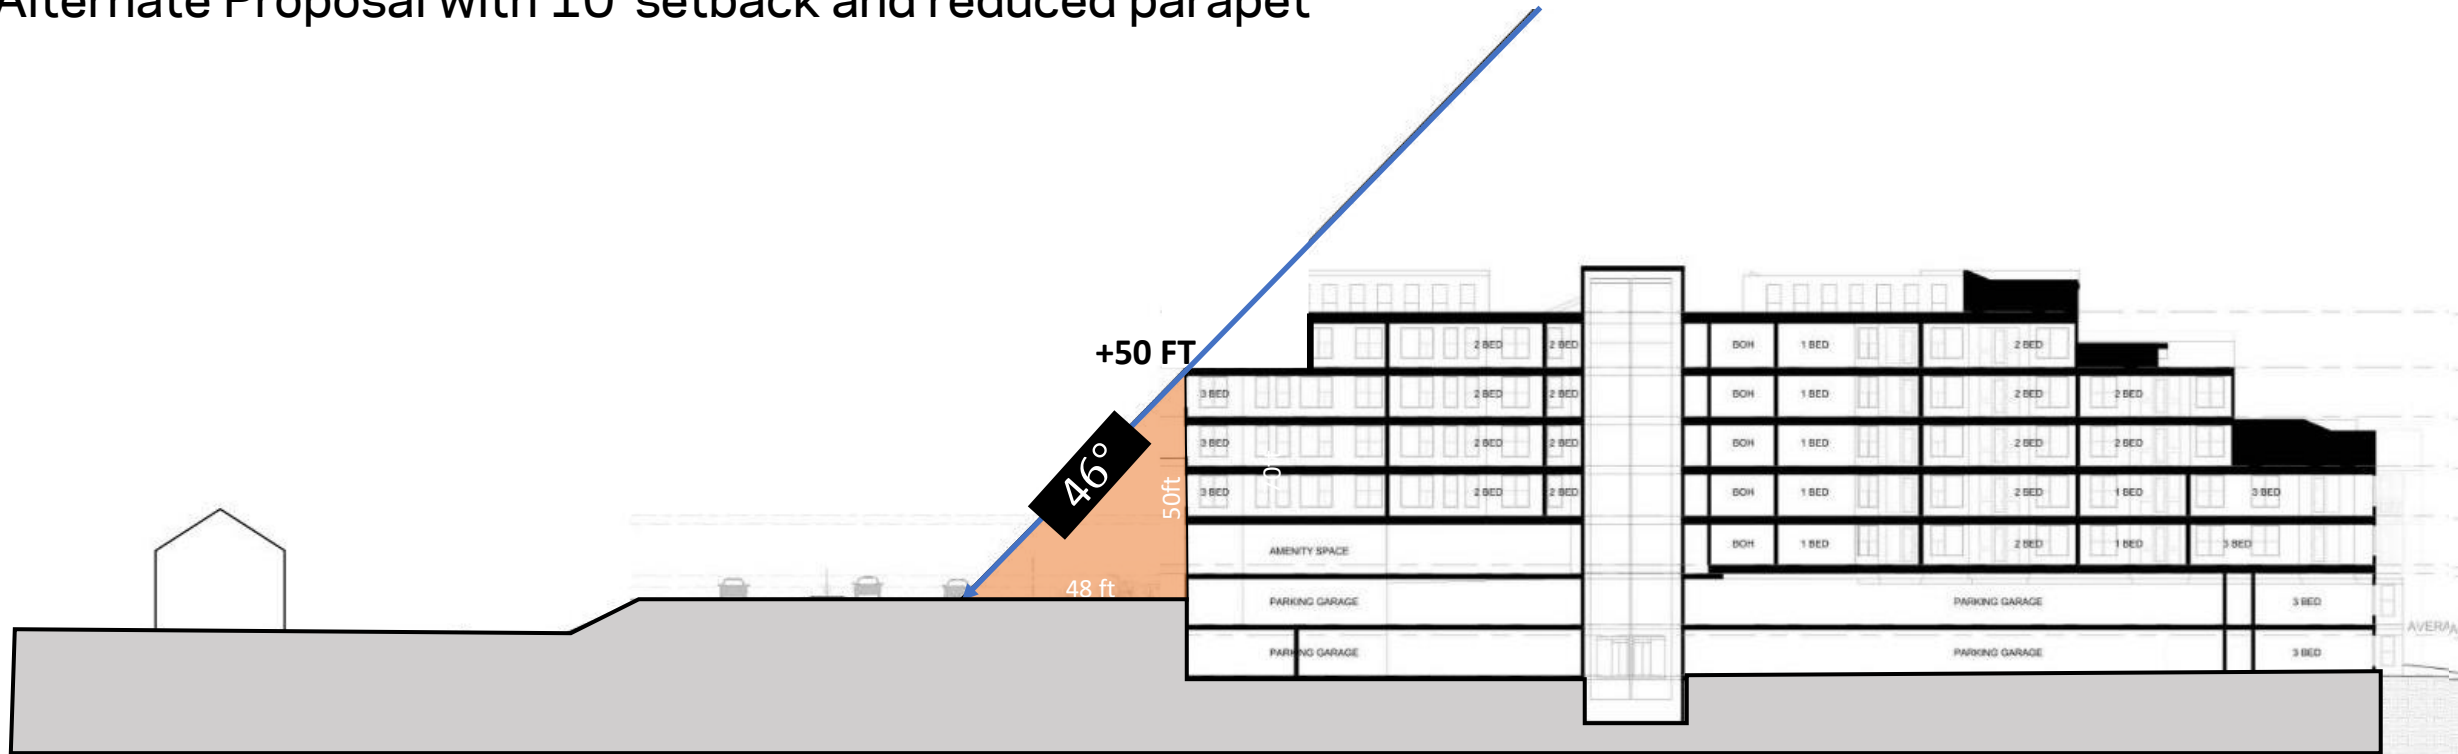 Alternate Proposal with 10' setback and reduced parapet
+50 FT
46°
50ft
48 ft
2 BED 2 BED BOH 1 BED 2 BED
3 BED 2 BED 2 BED BOH 1 BED 2 BED 2 BED
3 BED 2 BED 2 BED BOH 1 BED 2 BED 2 BED
3 BED 2 BED 2 BED BOH 1 BED 2 BED 1 BED 3 BED
AMENITY SPACE BOH 1 BED 2 BED 1 BED 3 BED
PARKING GARAGE PARKING GARAGE 3 BED
PARKING GARAGE PARKING GARAGE 3 BED